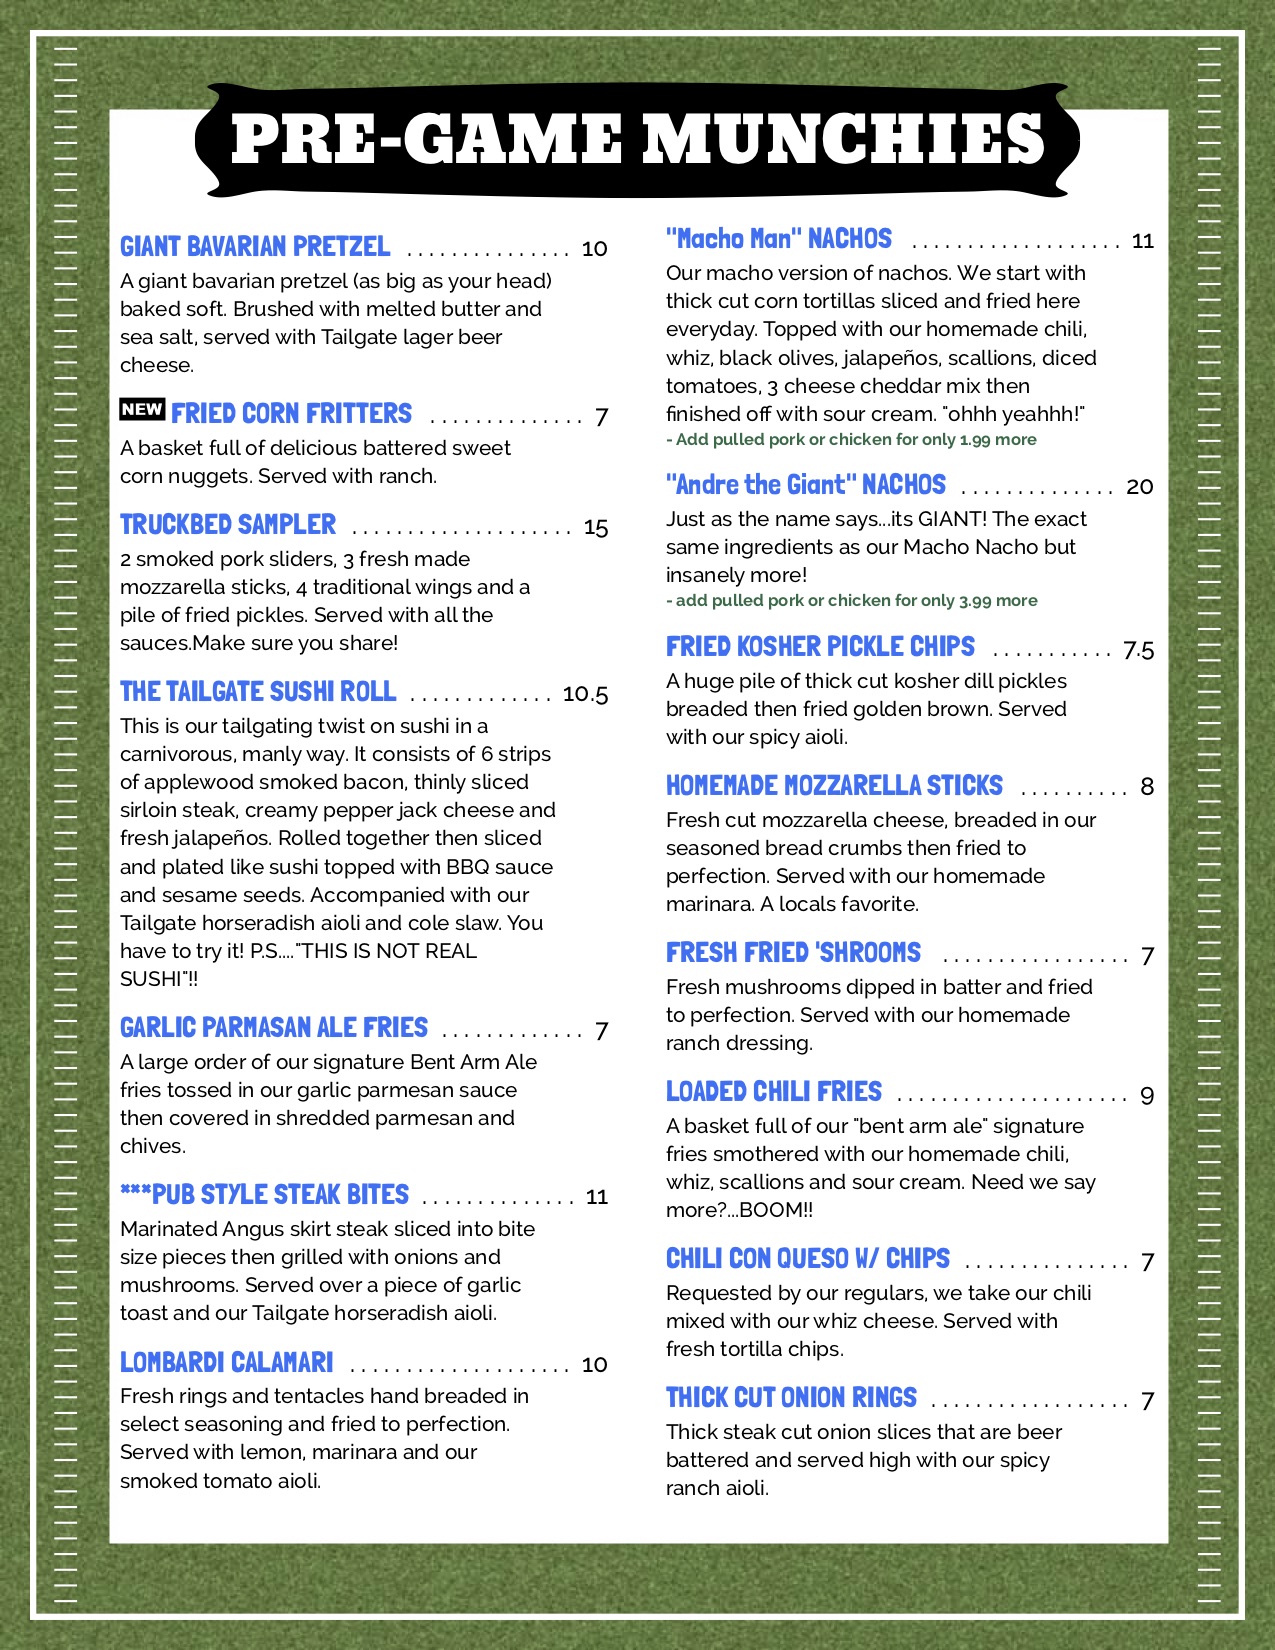 PRE-GAME MUNCHIES
GIANT BAVARIAN PRETZEL ............... 10
A giant bavarian pretzel (as big as your head)
baked soft. Brushed with melted butter and
sea salt, served with Tailgate lager beer
cheese.
NEW FRIED CORN FRITTERS .............. 7
A basket full of delicious battered sweet
corn nuggets. Served with ranch.
TRUCKBED SAMPLER .................... 15
2 smoked pork sliders, 3 fresh made
mozzarella sticks, 4 traditional wings and a
pile of fried pickles. Served with all the
sauces.Make sure you share!
THE TAILGATE SUSHI ROLL ............. 10.5
This is our tailgating twist on sushi in a
carnivorous, manly way. It consists of 6 strips
of applewood smoked bacon, thinly sliced
sirloin steak, creamy pepper jack cheese and
fresh jalapeños. Rolled together then sliced
and plated like sushi topped with BBQ sauce
and sesame seeds. Accompanied with our
Tailgate horseradish aioli and cole slaw. You
have to try it! P.S...."THIS IS NOT REAL
SUSHI"!!
GARLIC PARMASAN ALE FRIES ............. 7
A large order of our signature Bent Arm Ale
fries tossed in our garlic parmesan sauce
then covered in shredded parmesan and
chives.
***PUB STYLE STEAK BITES .............. 11
Marinated Angus skirt steak sliced into bite
size pieces then grilled with onions and
mushrooms. Served over a piece of garlic
toast and our Tailgate horseradish aioli.
LOMBARDI CALAMARI .................... 10
Fresh rings and tentacles hand breaded in
select seasoning and fried to perfection.
Served with lemon, marinara and our
smoked tomato aioli.
"Macho Man" NACHOS ................... 11
Our macho version of nachos. We start with
thick cut corn tortillas sliced and fried here
everyday. Topped with our homemade chili,
whiz, black olives, jalapeños, scallions, diced
tomatoes, 3 cheese cheddar mix then
finished off with sour cream. "ohhh yeahhh!"
- Add pulled pork or chicken for only 1.99 more
"Andre the Giant" NACHOS .............. 20
Just as the name says...its GIANT! The exact
same ingredients as our Macho Nacho but
insanely more!
- add pulled pork or chicken for only 3.99 more
FRIED KOSHER PICKLE CHIPS ........... 7.5
A huge pile of thick cut kosher dill pickles
breaded then fried golden brown. Served
with our spicy aioli.
HOMEMADE MOZZARELLA STICKS .......... 8
Fresh cut mozzarella cheese, breaded in our
seasoned bread crumbs then fried to
perfection. Served with our homemade
marinara. A locals favorite.
FRESH FRIED 'SHROOMS ................. 7
Fresh mushrooms dipped in batter and fried
to perfection. Served with our homemade
ranch dressing.
LOADED CHILI FRIES ..................... 9
A basket full of our "bent arm ale" signature
fries smothered with our homemade chili,
whiz, scallions and sour cream. Need we say
more?...BOOM!!
CHILI CON QUESO W/ CHIPS ............... 7
Requested by our regulars, we take our chili
mixed with our whiz cheese. Served with
fresh tortilla chips.
THICK CUT ONION RINGS .................. 7
Thick steak cut onion slices that are beer
battered and served high with our spicy
ranch aioli.